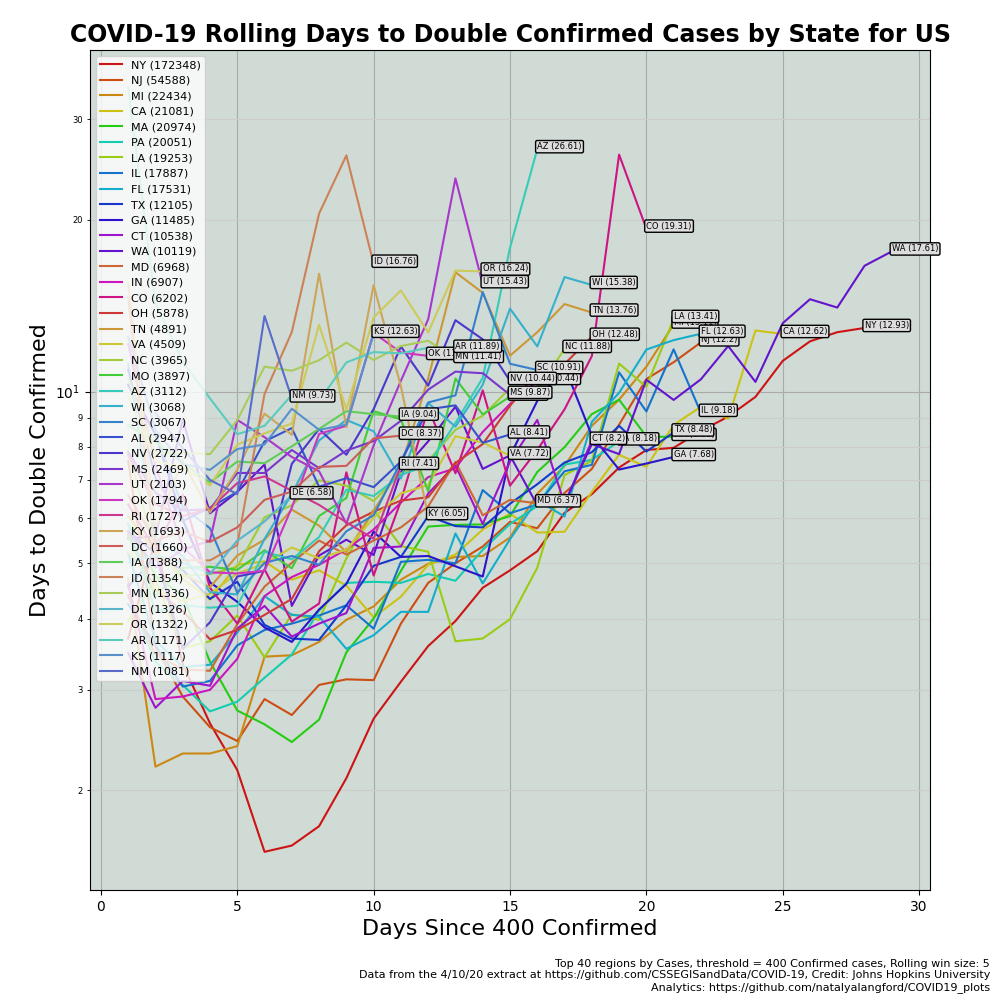 COVID-19 Rolling Days to Double Confirmed Cases by State for US
NY (172348)
NJ (54588)
MI (22434)
CA (21081)
MA (20974)
PA (20051)
LA (19253)
IL (17887)
FL (17531)
TX (12105)
GA (11485)
CT (10538)
WA (10119)
MD (6968)
IN (6907)
CO (6202)
OH (5878)
TN (4891)
VA (4509)
NC (3965)
MO (3897)
AZ (3112)
WI (3068)
SC (3067)
AL (2947)
NV (2722)
MS (2469)
UT (2103)
OK (1794)
RI (1727)
KY (1693)
DC (1660)
IA (1388)
ID (1354)
MN (1336)
DE (1326)
OR (1322)
AR (1171)
KS (1117)
NM (1081)
AZ (26.61)
CO (19.31)
WA (17.61)
ID (16.76)
OR (16.24)
UT (15.43)
WI (15.38)
TN (13.76)
LA (13.41)
NY (12.93)
KS (12.63)
FL (12.63)
CA (12.62)
OH (12.48)
NJ (12.2)
AR (11.89)
NC (11.88)
OK (1
MN (11.41)
SC (10.91)
NV (10.44)
0.44)
MS (9.87)
NM (9.73)
IL (9.18)
IA (9.04)
TX (8.48)
AL (8.41)
DC (8.37)
CT (8.2)
(8.18)
VA (7.72)
GA (7.68)
RI (7.41)
DE (6.58)
MD (6.37)
KY (6.05)
30
20
10¹
9
8
7
6
5
4
3
2
Days to Double Confirmed
0 5 10 15 20 25 30
Days Since 400 Confirmed
Top 40 regions by Cases, threshold = 400 Confirmed cases, Rolling win size: 5
Data from the 4/10/20 extract at https://github.com/CSSEGISandData/COVID-19, Credit: Johns Hopkins University
Analytics: https://github.com/natalyalangford/COVID19_plots